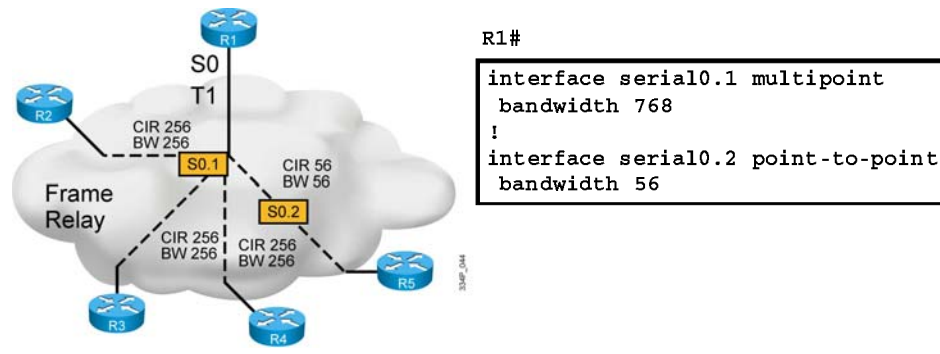 R1
S0
T1
R2
CIR 256
BW 256
S0.1
CIR 56
BW 56
Frame
Relay
S0.2
CIR 256
BW 256
CIR 256
BW 256
R3
R4
R5
334P_044
R1#
interface serial0.1 multipoint
bandwidth 768
!
interface serial0.2 point-to-point
bandwidth 56